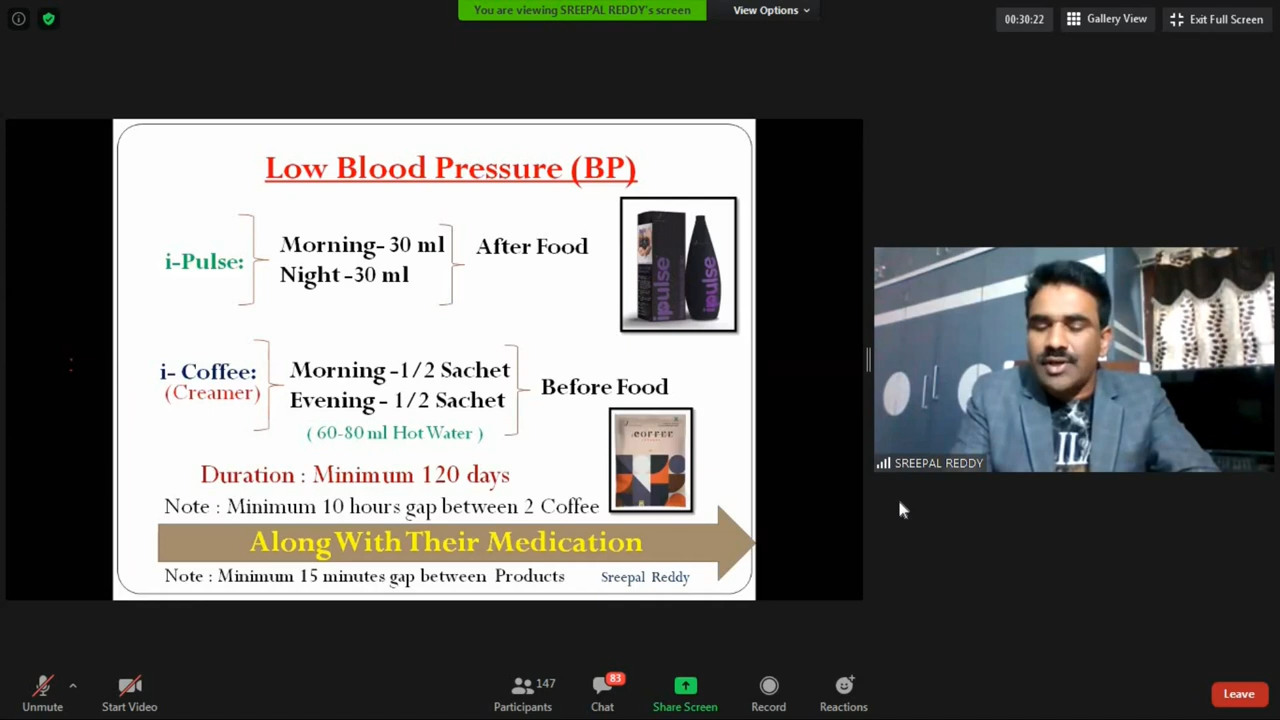 You are viewing SREEPAL REDDY's screen
View Options
00:30:22
Gallery View
Exit Full Screen
Low Blood Pressure (BP)
i-Pulse:
Morning- 30 ml
Night -30 ml
After Food
ipulse
ipulse
i- Coffee:
(Creamer)
Morning -1/2 Sachet
Evening - 1/2 Sachet
( 60-80 ml Hot Water )
Before Food
COFFEE
Duration : Minimum 120 days
Note : Minimum 10 hours gap between 2 Coffee
Along With Their Medication
Note : Minimum 15 minutes gap between Products
Sreepal Reddy
SREEPAL REDDY
Unmute
Start Video
147
Participants
83
Chat
Share Screen
Record
Reactions
Leave